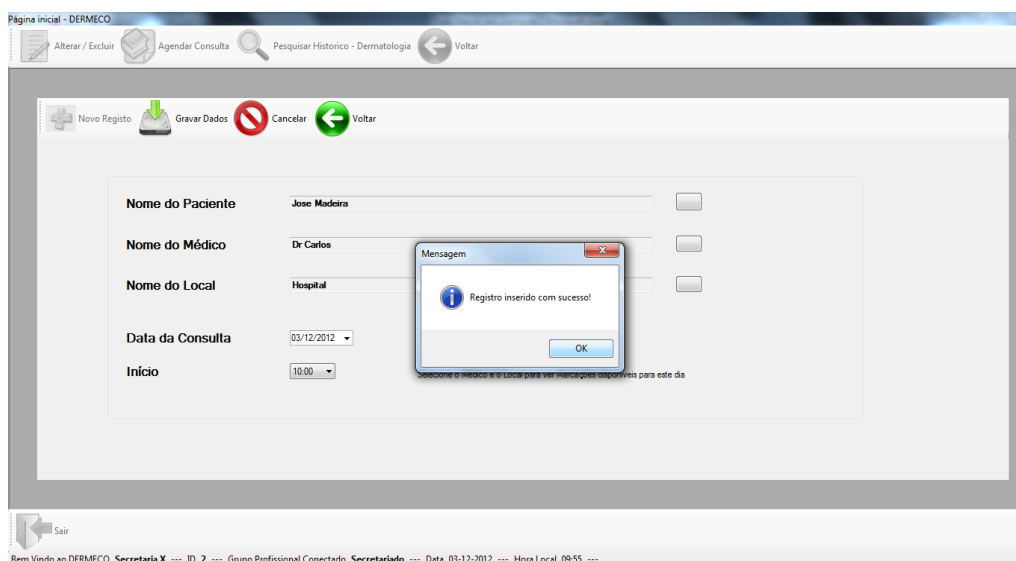 Página inicial - DERMECO
Alterar / Excluir Agendar Consulta Pesquisar Historico - Dermatologia Voltar
Novo Registo Gravar Dados Cancelar Voltar
Nome do Paciente Jose Madeira
Nome do Médico Dr Carlos
Mensagem
Nome do Local Hospital
Registro inserido com sucesso!
Data da Consulta 03/12/2012
OK
Início 10:00
Selecione o Médico e o Local para ver Marcações disponíveis para este dia
Sair
Bem Vindo ao DERMECO Secretaria X --- ID 2 --- Grupo Profissional Conectado Secretariado --- Data 03-12-2012 --- Hora Local 09:55 ---